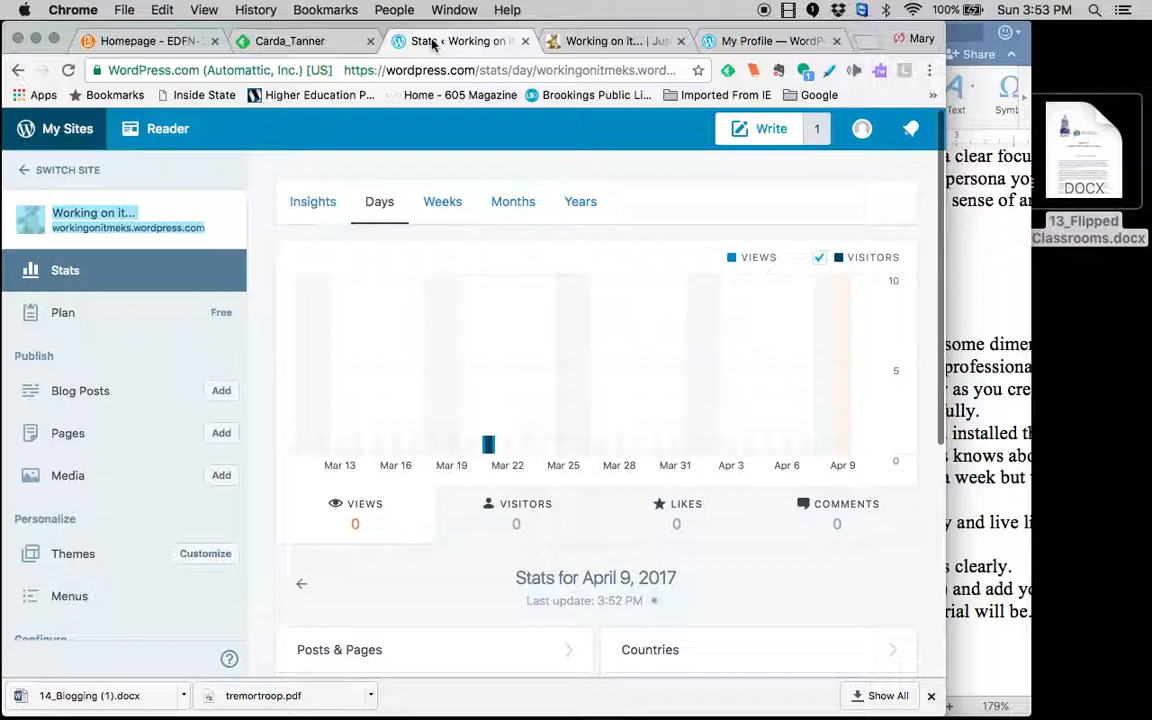 Chrome File Edit View History Bookmarks People Window Help 100% Sun 3:53 PM
Homepage - EDFN- Carda_Tanner Stats ‹ Working on it Working on it... | Jus My Profile — WordP Mary
WordPress.com (Automattic, Inc.) [US] https://wordpress.com/stats/day/workingonitmeks.word...
Apps Bookmarks Inside State Higher Education P... Home - 605 Magazine Brookings Public Li... Imported From IE Google »
My Sites Reader Write 1
SWITCH SITE
Working on it...
workingonitmeks.wordpress.com
Stats
Plan Free
Publish
Blog Posts Add
Pages Add
Media Add
Personalize
Themes Customize
Menus
Configure
Insights Days Weeks Months Years
VIEWS VISITORS
10
5
0
Mar 13 Mar 16 Mar 19 Mar 22 Mar 25 Mar 28 Mar 31 Apr 3 Apr 6 Apr 9
VIEWS VISITORS LIKES COMMENTS
0 0 0 0
Stats for April 9, 2017
Last update: 3:52 PM
Posts & Pages Countries
14_Blogging (1).docx tremortroop.pdf Show All
Share
Text Symb
3
a clear focu
persona yo
sense of an
some dimen
professiona
as you cre
fully.
installed th
s knows abo
a week but
y and live li
s clearly.
) and add yo
rial will be.
179%
DOCX
13_Flipped
Classrooms.docx